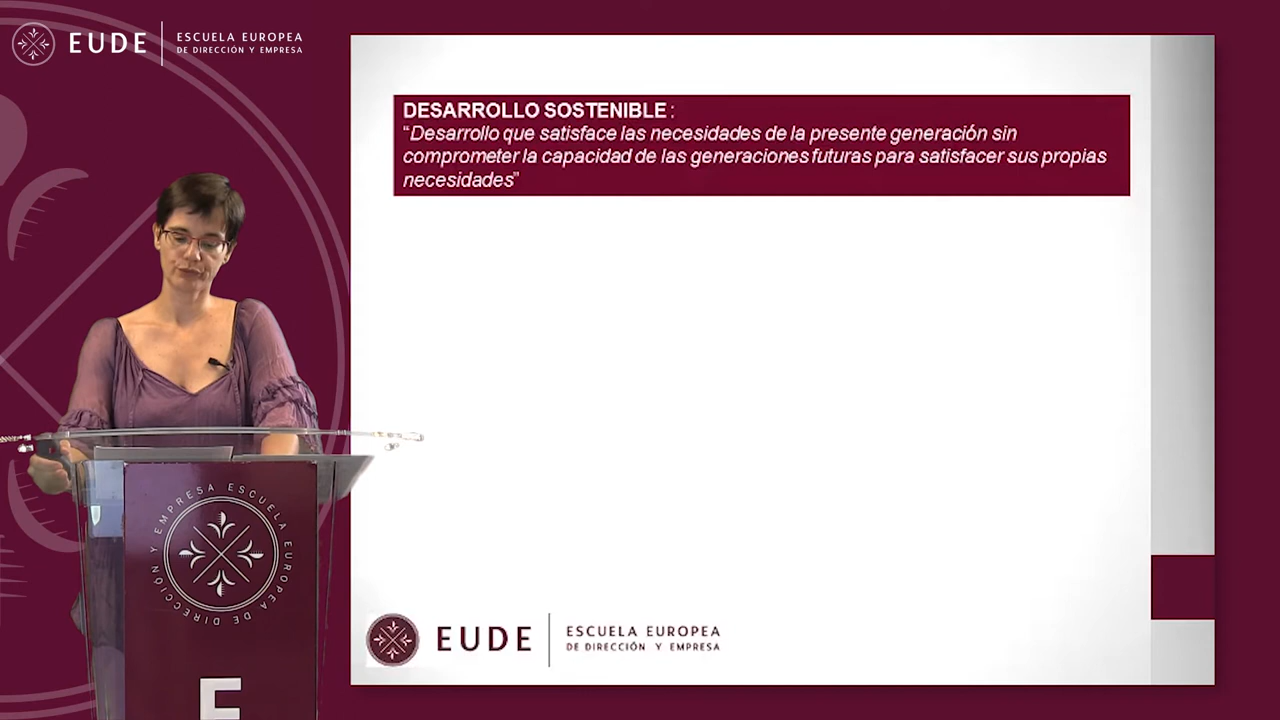 EUDE
ESCUELA EUROPEA
DE DIRECCIÓN Y EMPRESA
DESARROLLO SOSTENIBLE :
“Desarrollo que satisface las necesidades de la presente generación sin
comprometer la capacidad de las generaciones futuras para satisfacer sus propias
necesidades”
ESCUELA EUROPEA DE DIRECCIÓN Y EMPRESA
E
EUDE
ESCUELA EUROPEA
DE DIRECCIÓN Y EMPRESA